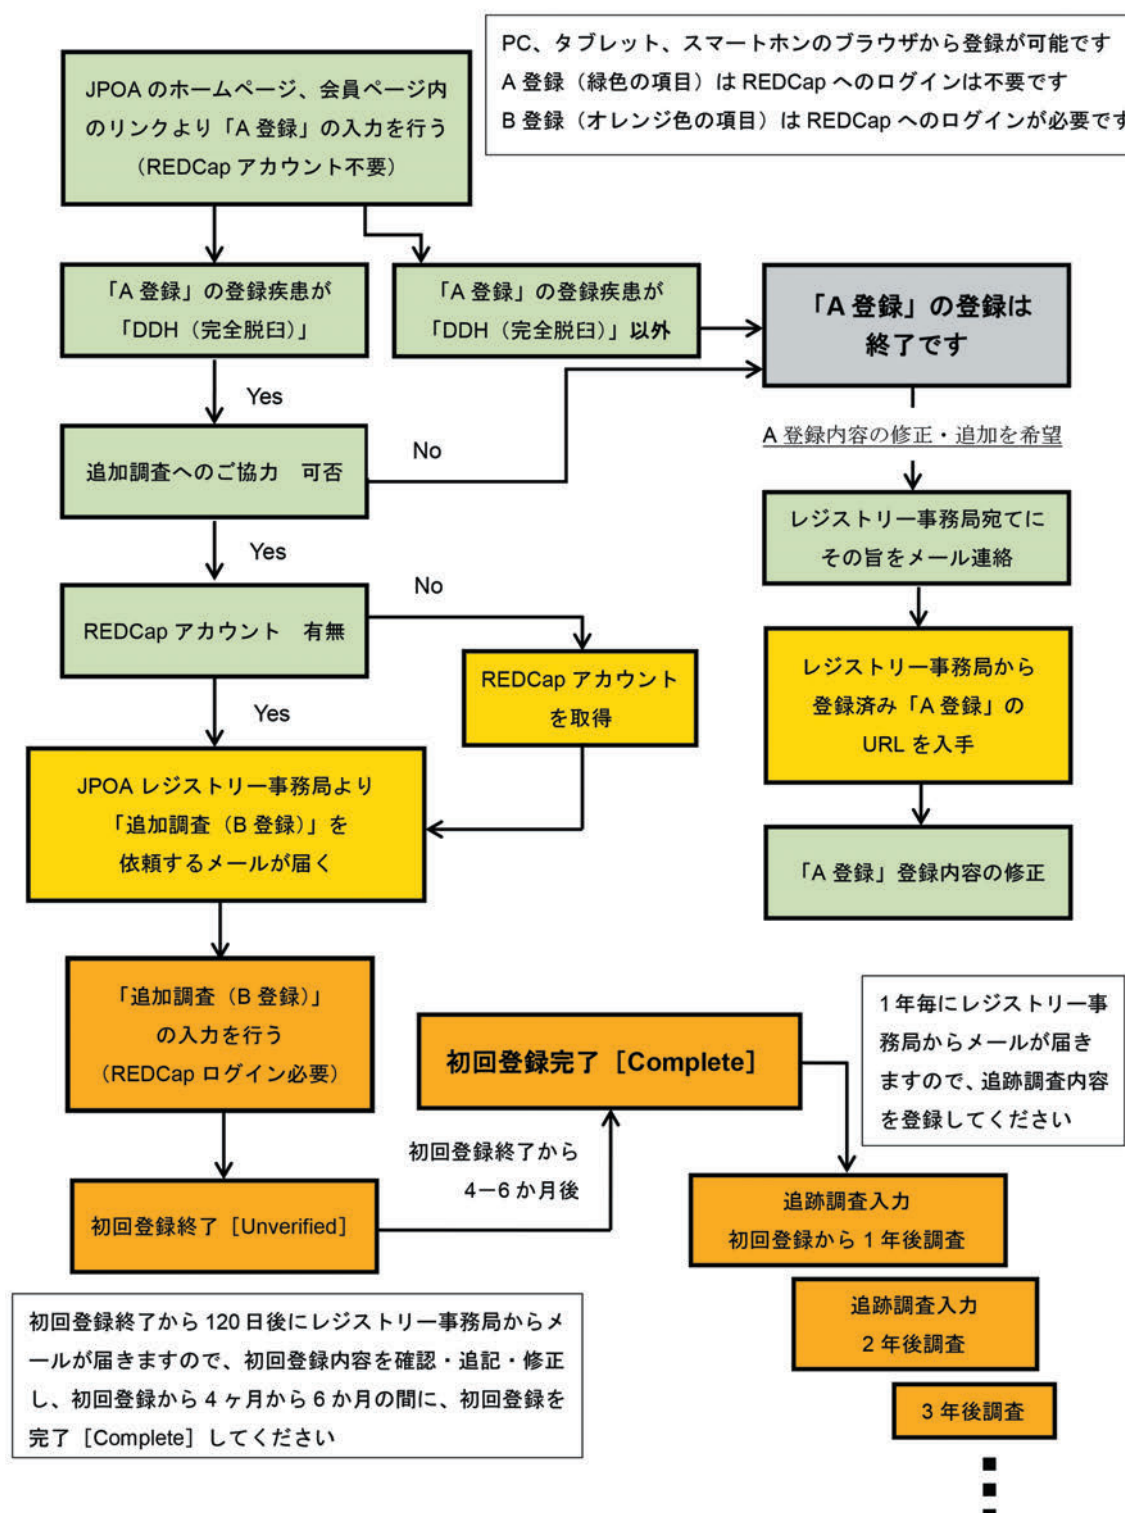 PC、タブレット、スマートホンのブラウザから登録が可能です
A 登録（緑色の項目）は REDCap へのログインは不要です
B 登録（オレンジ色の項目）は REDCap へのログインが必要です
JPOA のホームページ、会員ページ内
のリンクより「A 登録」の入力を行う
（REDCap アカウント不要）
「A 登録」の登録疾患が
「DDH（完全脱臼）」
「A 登録」の登録疾患が
「DDH（完全脱臼）」以外
「A 登録」の登録は
終了です
Yes
No
追加調査へのご協力　可否
A 登録内容の修正・追加を希望
レジストリー事務局宛てに
その旨をメール連絡
Yes
No
REDCap アカウント　有無
REDCap アカウント
を取得
レジストリー事務局から
登録済み「A 登録」の
URL を入手
Yes
JPOA レジストリー事務局より
「追加調査（B 登録）」を
依頼するメールが届く
「A 登録」登録内容の修正
「追加調査（B 登録）」
の入力を行う
（REDCap ログイン必要）
初回登録完了［Complete］
1 年毎にレジストリー事
務局からメールが届き
ますので、追跡調査内容
を登録してください
初回登録終了から
4－6 か月後
初回登録終了［Unverified］
追跡調査入力
初回登録から 1 年後調査
追跡調査入力
2 年後調査
3 年後調査
初回登録終了から 120 日後にレジストリー事務局からメ
ールが届きますので、初回登録内容を確認・追記・修正
し、初回登録から 4 ヶ月から 6 か月の間に、初回登録を
完了［Complete］してください